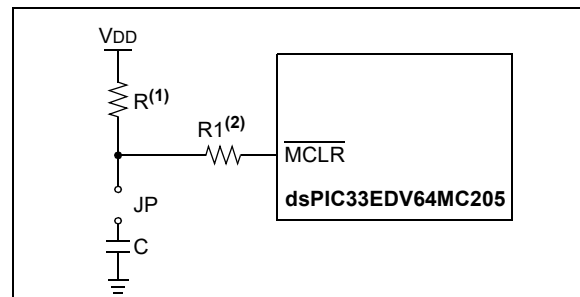 VDD
R(1)
R1(2)
MCLR
dsPIC33EDV64MC205
JP
C